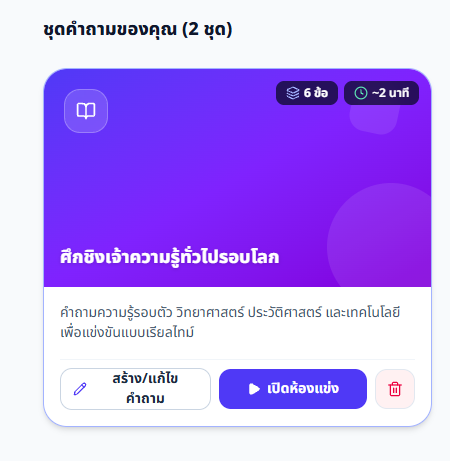 ชุดคำถามของคุณ (2 ชุด)
6 ข้อ
~2 นาที
ศึกชิงเจ้าความรู้ทั่วไปรอบโลก
คำถามความรู้รอบตัว วิทยาศาสตร์ ประวัติศาสตร์ และเทคโนโลยี
เพื่อแข่งขันแบบเรียลไทม์
สร้าง/แก้ไข
คำถาม
เปิดห้องแข่ง